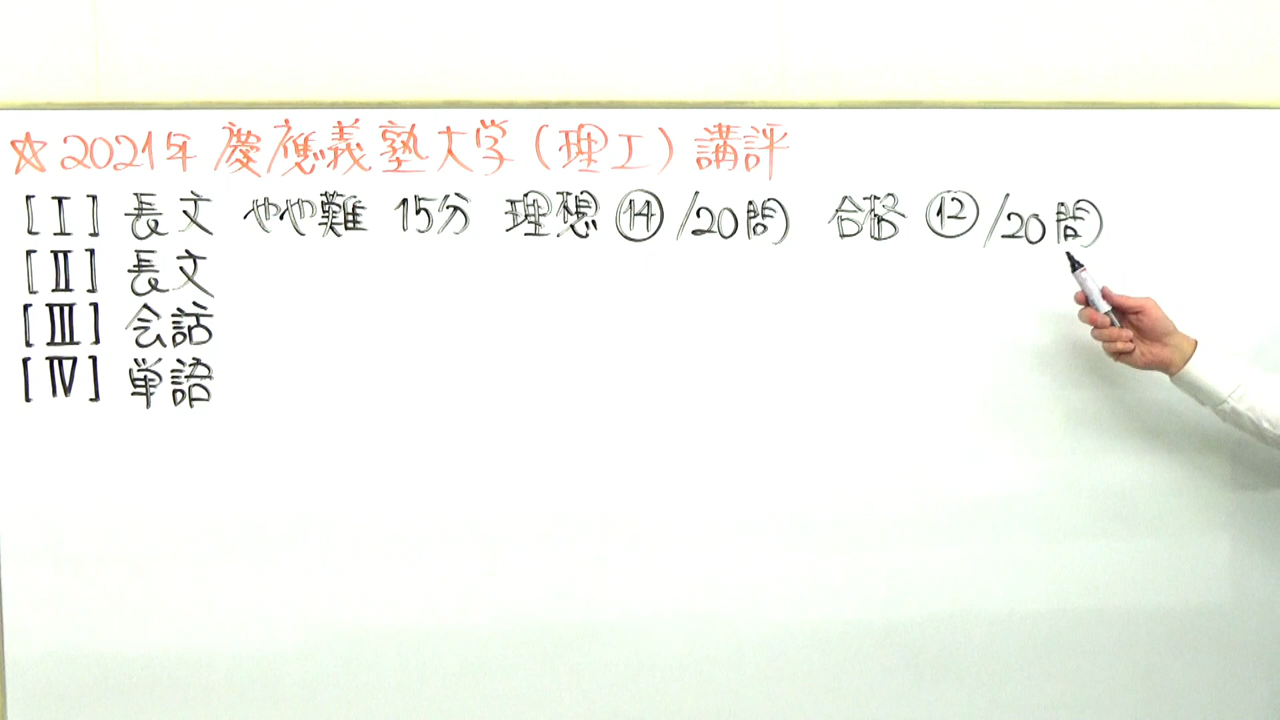 ☆2021年 慶應義塾大学(理工)講評
[Ⅰ] 長文 やや難 15分 理想 ⑭/20問 合格 ⑫/20問
[Ⅱ] 長文
[Ⅲ] 会話
[Ⅳ] 単語